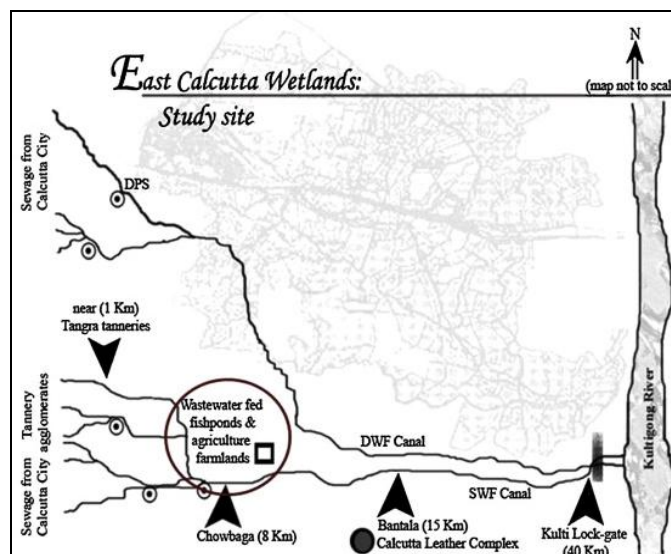 East Calcutta Wetlands:
Study site
N
(map not to scal
Sewage from
Calcutta City
DPS
near (1 Km)
Tangra tanneries
Tannery
agglomerates
Wastewater fed
fishponds &
agriculture
farmlands
Sewage from
Calcutta City
DWF Canal
SWF Canal
Kultigong River
Chowbaga (8 Km)
Bantala (15 Km)
Calcutta Leather Complex
Kulti Lock-gate
(40 Km)